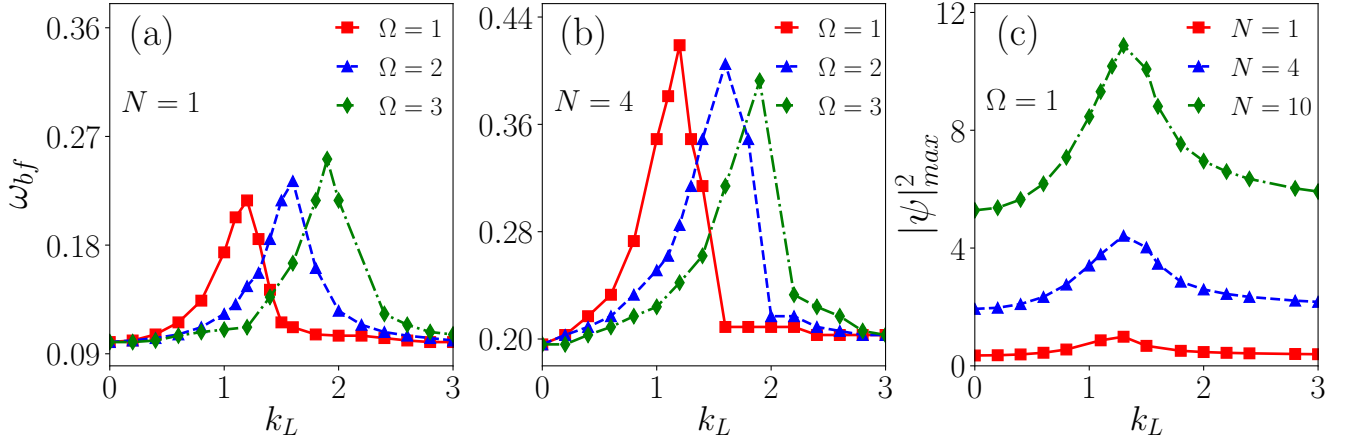 (a)
Ω = 1
Ω = 2
Ω = 3
N = 1
0.36
0.27
0.18
0.09
ω_bf
0 1 2 3
k_L
(b)
Ω = 1
Ω = 2
Ω = 3
N = 4
0.44
0.36
0.28
0.20
0 1 2 3
k_L
(c)
N = 1
N = 4
N = 10
Ω = 1
12
8
4
0
|ψ|²_max
0 1 2 3
k_L